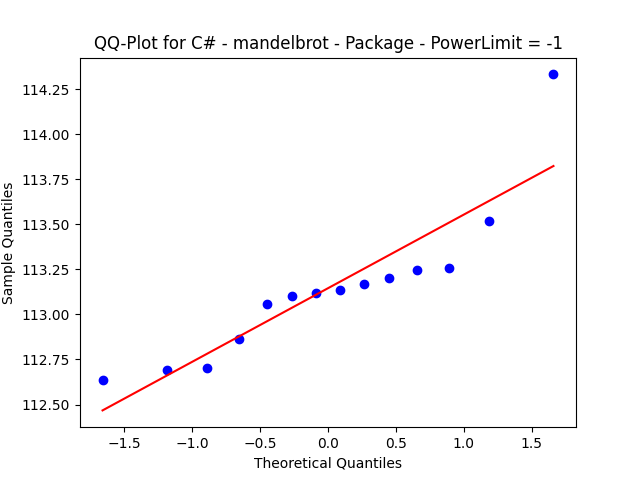 QQ-Plot for C# - mandelbrot - Package - PowerLimit = -1
Sample Quantiles
114.25
114.00
113.75
113.50
113.25
113.00
112.75
112.50
−1.5 −1.0 −0.5 0.0 0.5 1.0 1.5
Theoretical Quantiles